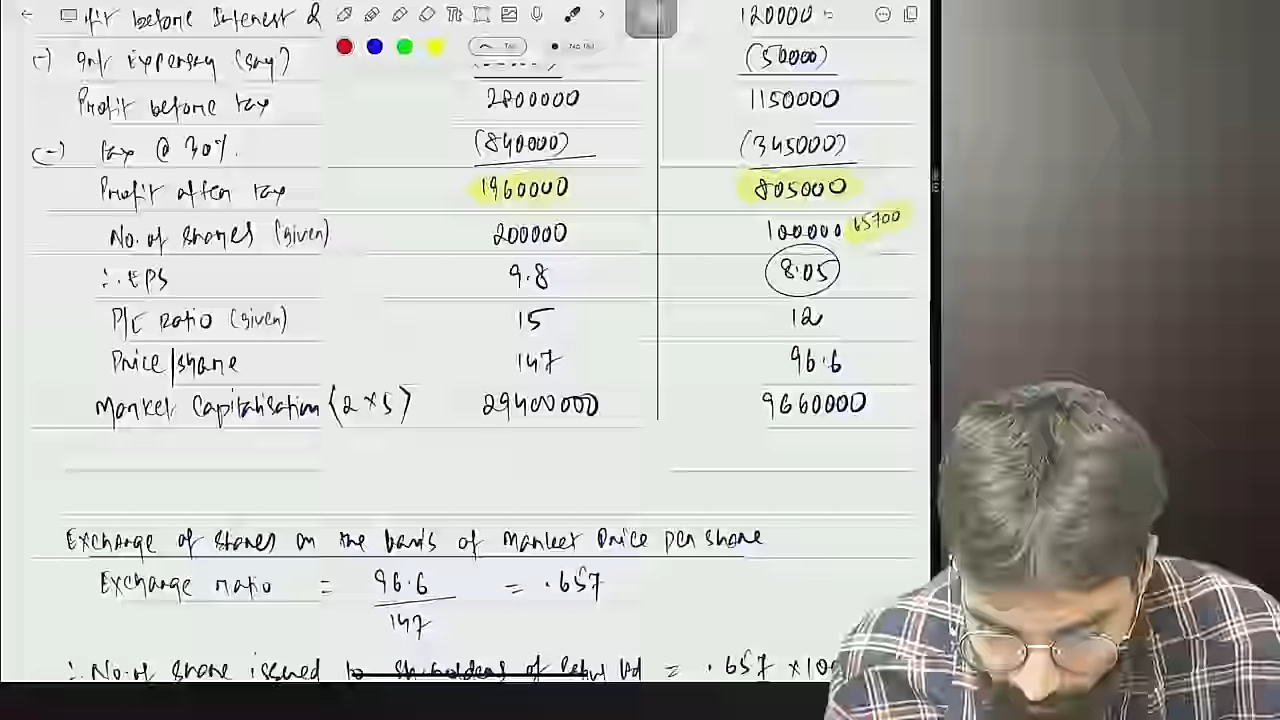 fit before Interest & 120000
(-) Int Expenses (say) (50000)
Profit before tax 2800000 1150000
(-) tax @ 30%. (840000) (345000)
Profit after tax 1960000 805000
No. of shares (given) 200000 100000 65700
∴ EPS 9.8 8.05
P/E Ratio (given) 15 12
Price/share 147 96.6
Market Capitalisation (2 x 5) 29400000 9660000
Exchange of shares on the basis of Market Price per share
Exchange ratio = 96.6 / 147 = .657
∴ No. of share issued to shareholders of Ltd = .657 x 10